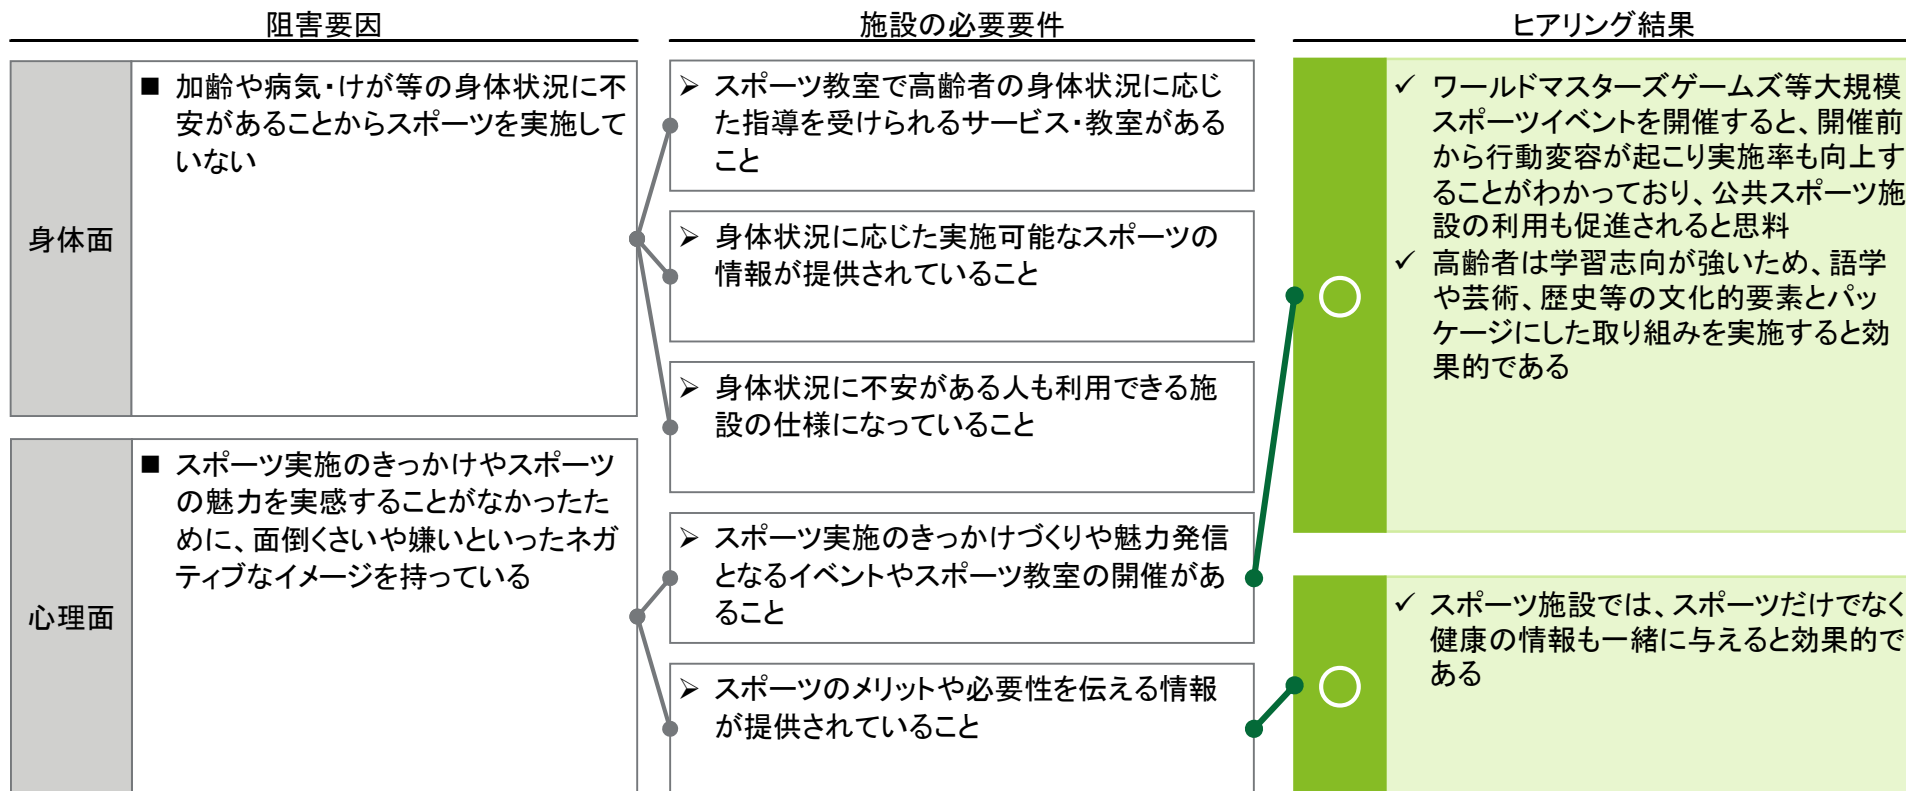 阻害要因
施設の必要要件
ヒアリング結果
身体面
■ 加齢や病気・けが等の身体状況に不
安があることからスポーツを実施して
いない
➢ スポーツ教室で高齢者の身体状況に応じ
た指導を受けられるサービス・教室がある
こと
➢ 身体状況に応じた実施可能なスポーツの
情報が提供されていること
➢ 身体状況に不安がある人も利用できる施
設の仕様になっていること
✓ ワールドマスターズゲームズ等大規模
スポーツイベントを開催すると、開催前
から行動変容が起こり実施率も向上す
ることがわかっており、公共スポーツ施
設の利用も促進されると思料
✓ 高齢者は学習志向が強いため、語学
や芸術、歴史等の文化的要素とパッ
ケージにした取り組みを実施すると効
果的である
心理面
■ スポーツ実施のきっかけやスポーツ
の魅力を実感することがなかったた
めに、面倒くさいや嫌いといったネガ
ティブなイメージを持っている
➢ スポーツ実施のきっかけづくりや魅力発信
となるイベントやスポーツ教室の開催があ
ること
➢ スポーツのメリットや必要性を伝える情報
が提供されていること
✓ スポーツ施設では、スポーツだけでなく
健康の情報も一緒に与えると効果的で
ある